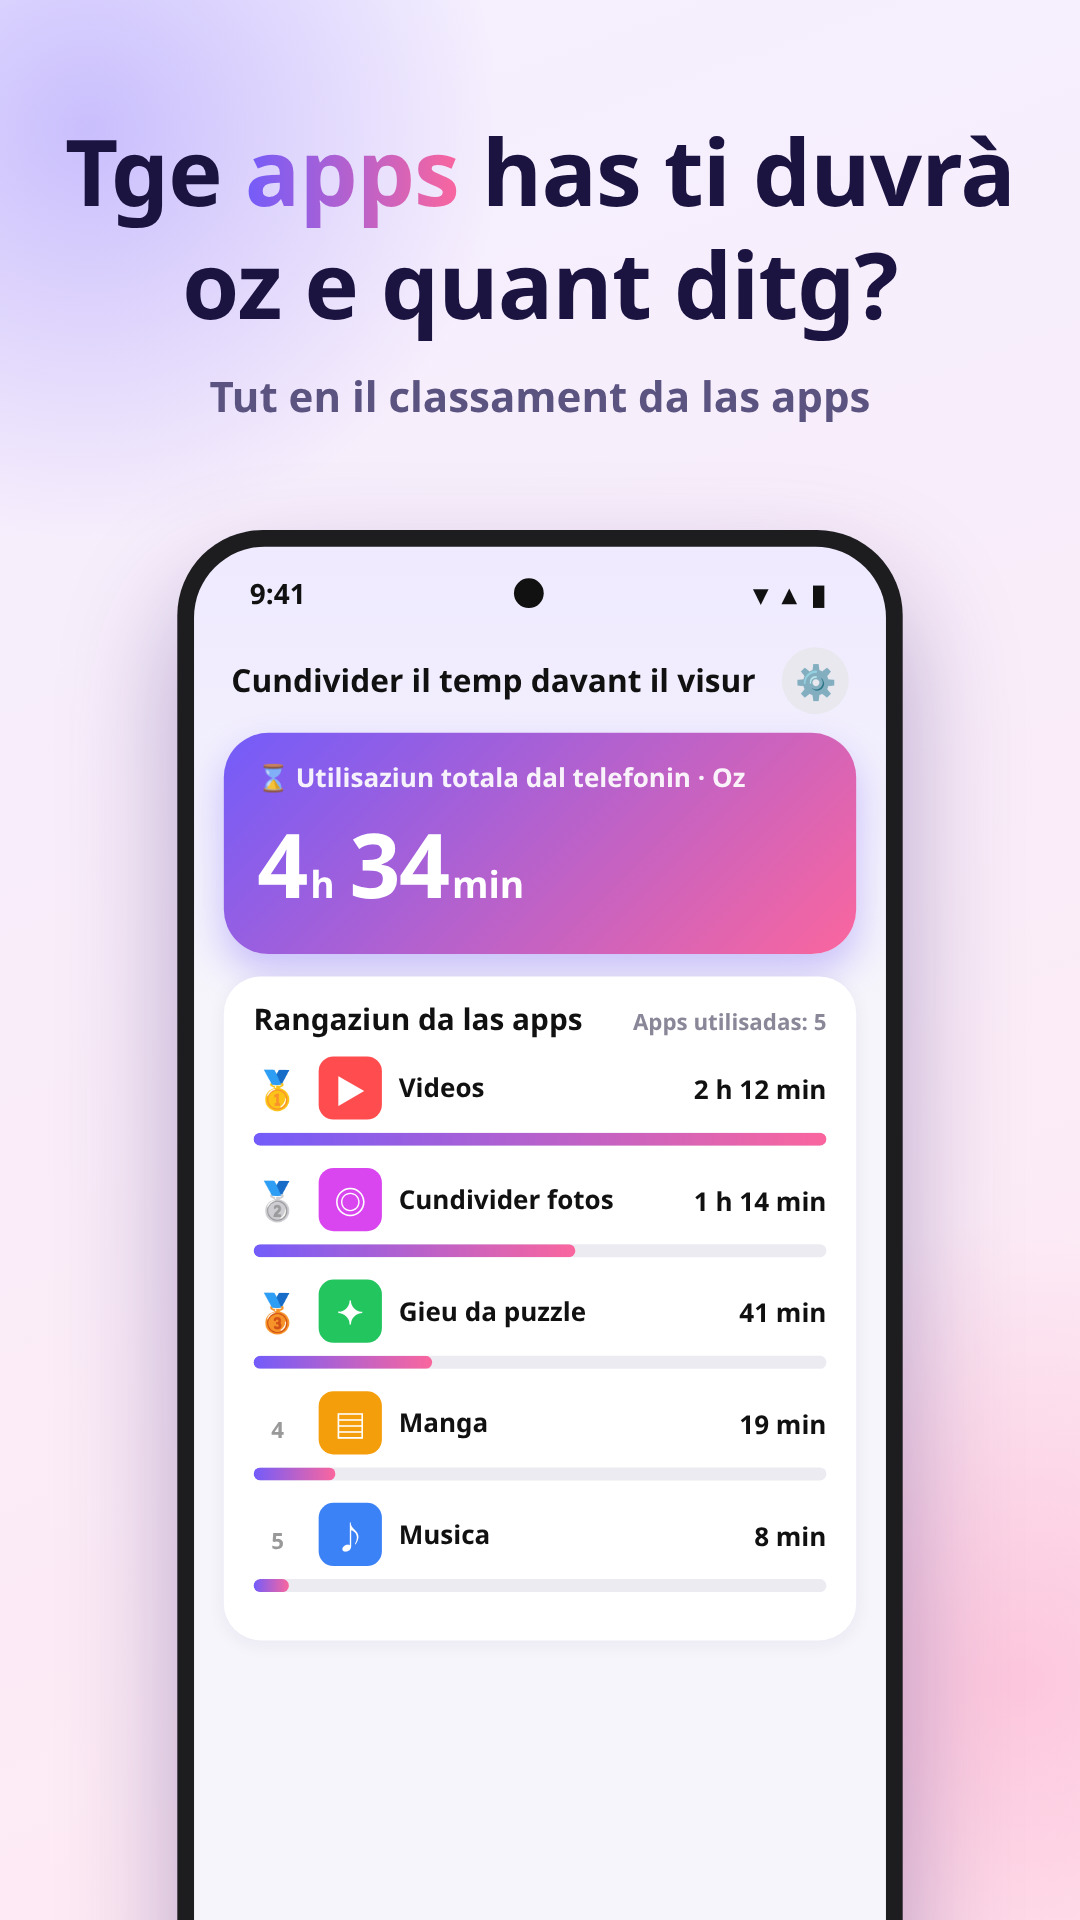 Tge apps has ti duvrà
oz e quant ditg?
Tut en il classament da las apps
9:41
Cundivider il temp davant il visur
⌛ Utilisaziun totala dal telefonin · Oz
4h 34min
Rangaziun da las apps
Apps utilisadas: 5
1 Videos 2 h 12 min
2 Cundivider fotos 1 h 14 min
3 Gieu da puzzle 41 min
4 Manga 19 min
5 Musica 8 min